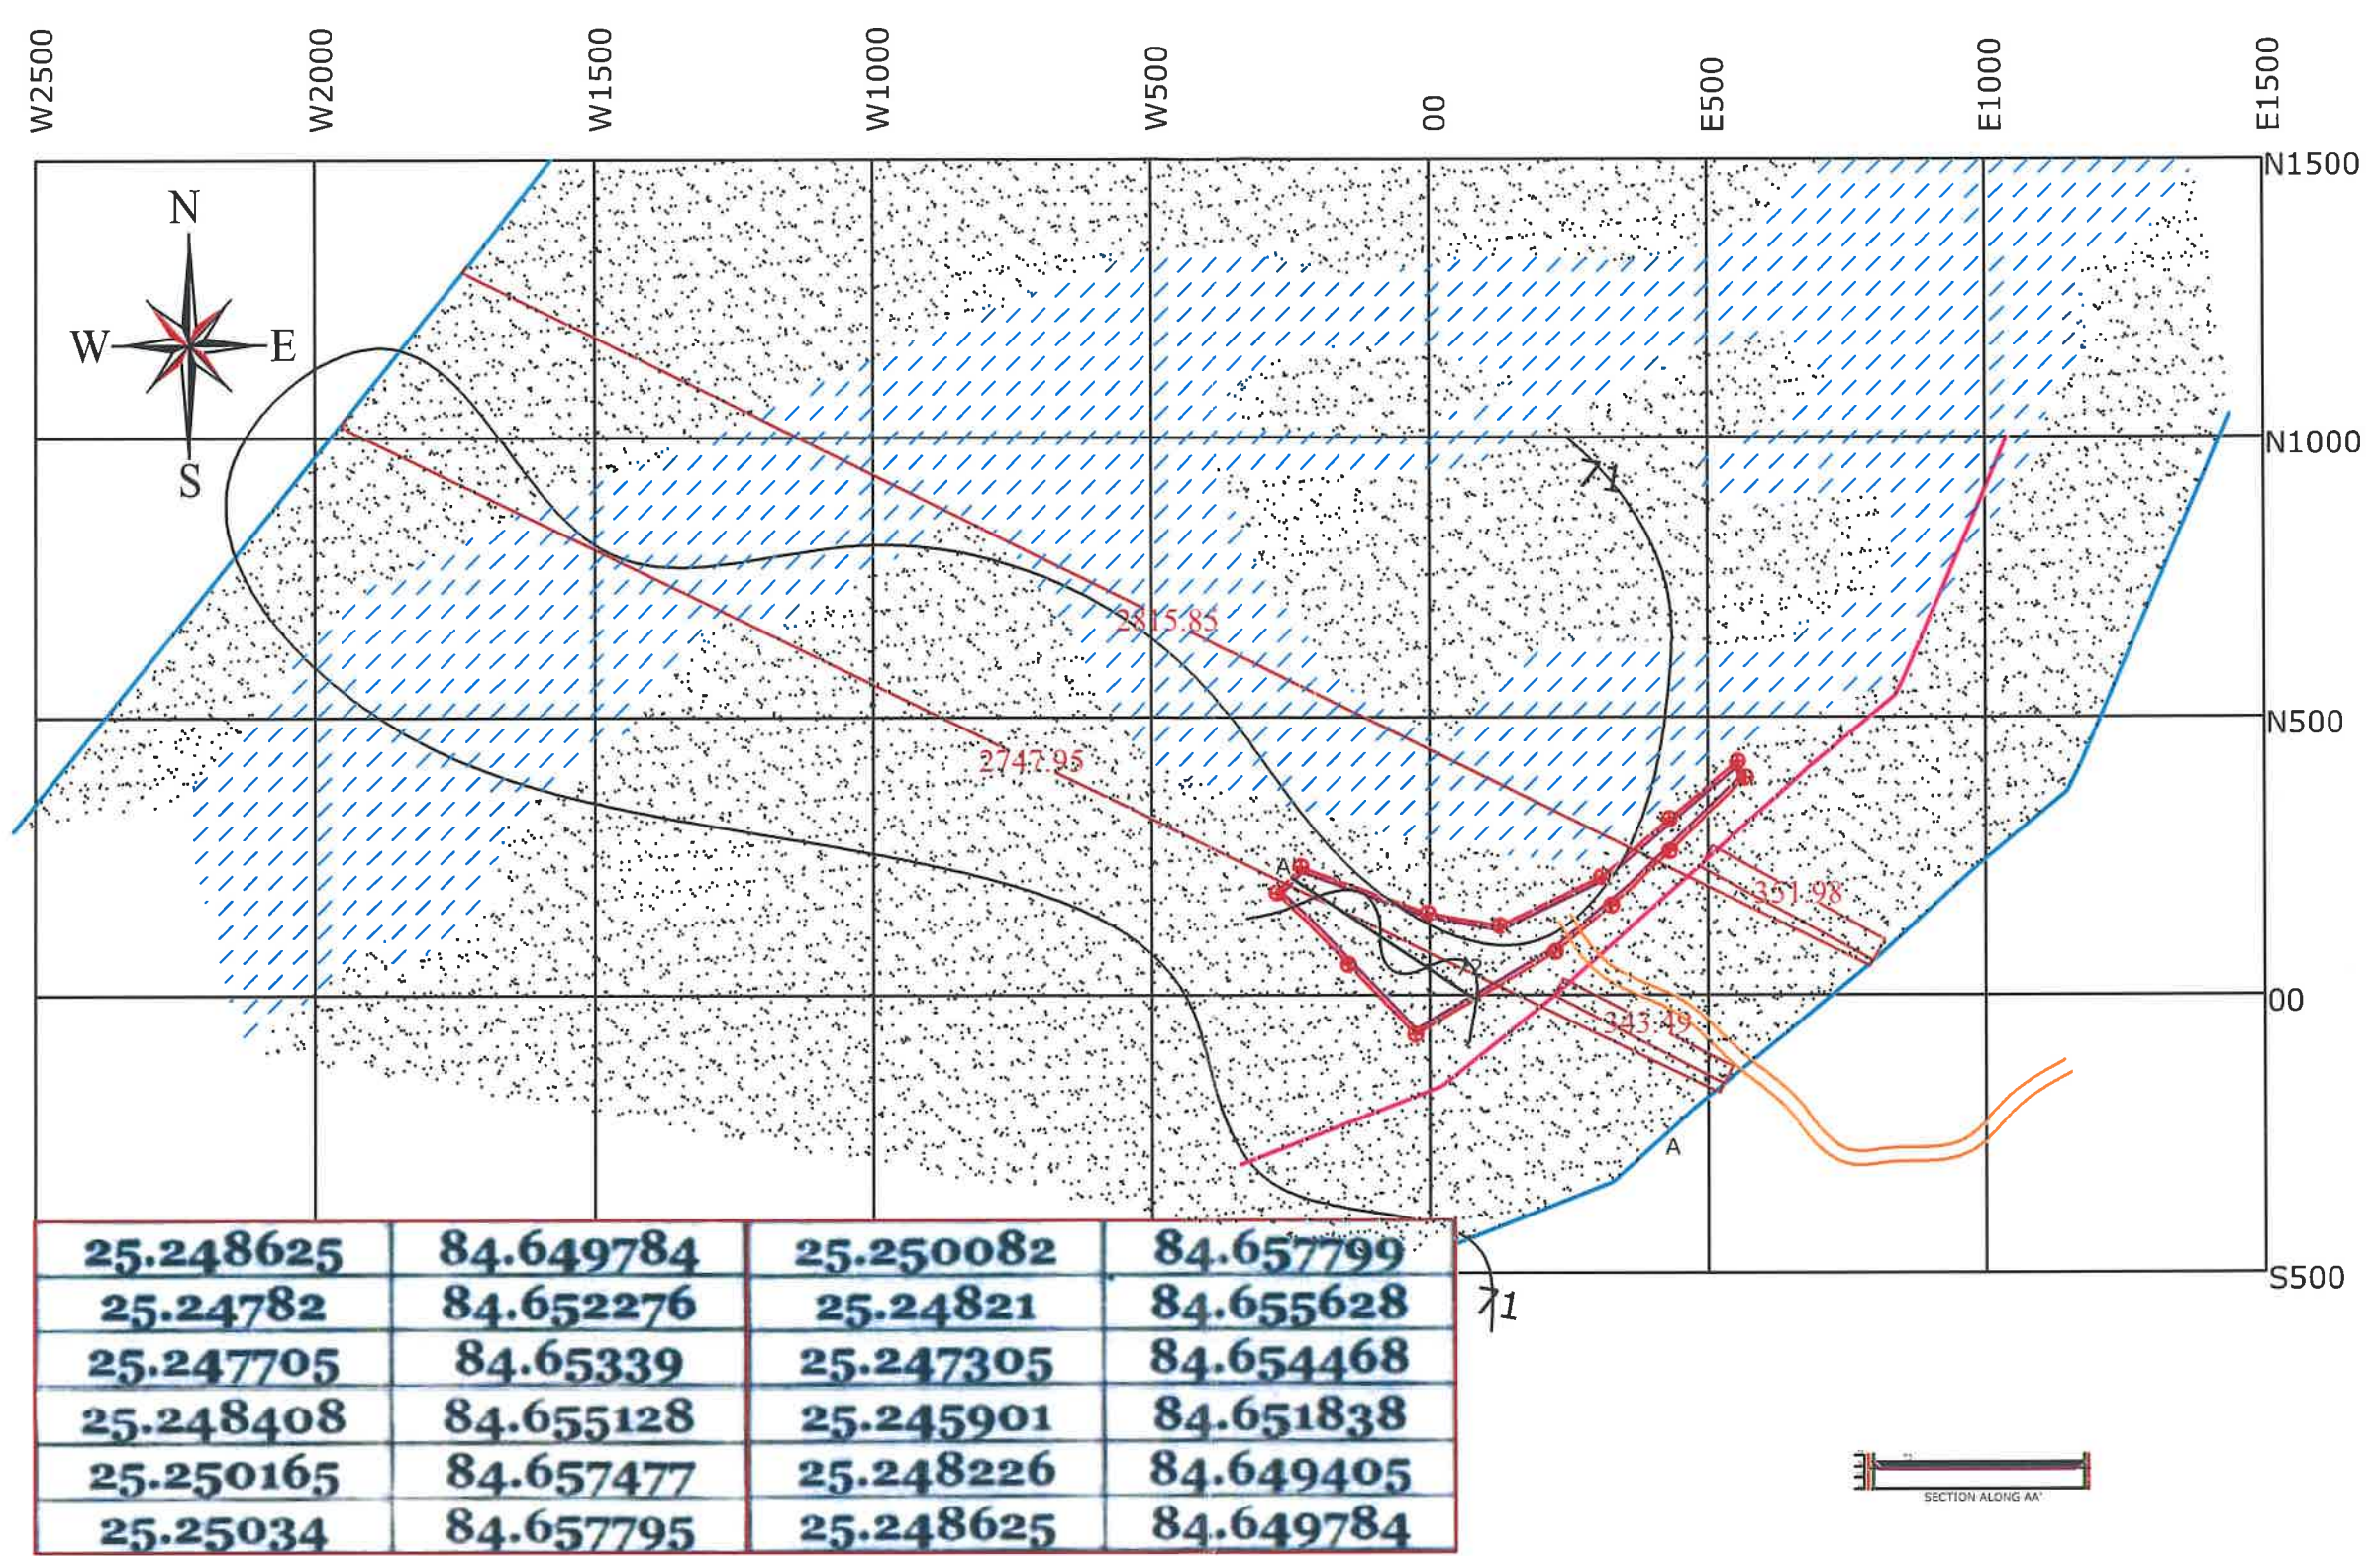 W2500 W2000 W1500 W1000 W500 00 E500 E1000 E1500
N1500
N
W E
S
N1000
71
2815.85
N500
2747.95
A
351.98
72
00
343.49
A
S500
71
25.248625 84.649784 25.250082 84.657799
25.24782 84.652276 25.24821 84.655628
25.247705 84.65339 25.247305 84.654468
25.248408 84.655128 25.245901 84.651838
25.250165 84.657477 25.248226 84.649405
25.25034 84.657795 25.248625 84.649784
SECTION ALONG AA'